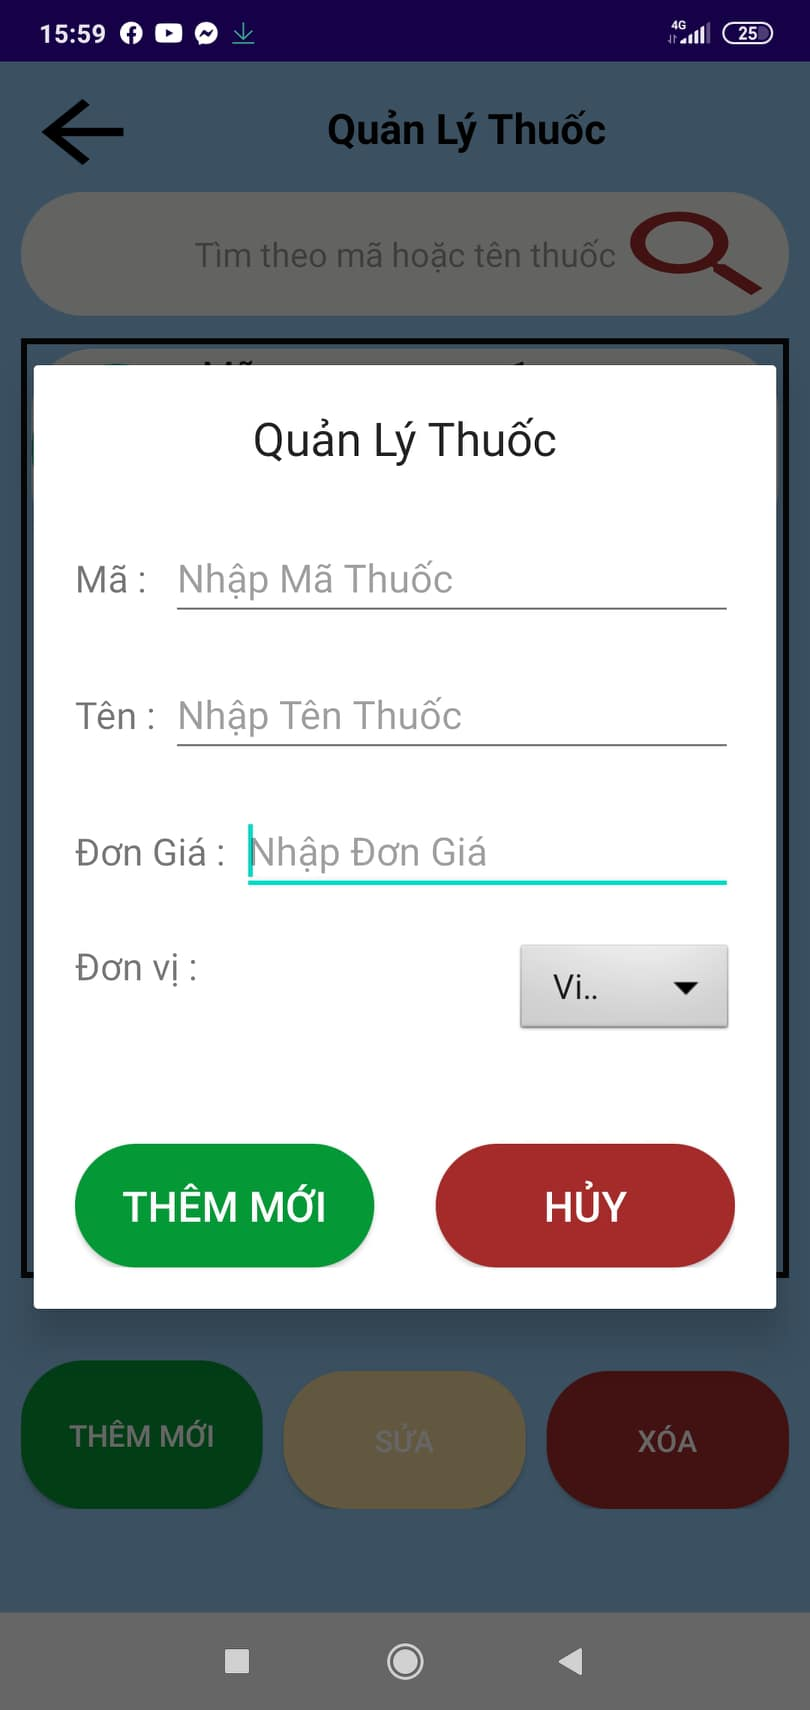 15:59
4G
25
Quản Lý Thuốc
Tìm theo mã hoặc tên thuốc
Quản Lý Thuốc
Mã : Nhập Mã Thuốc
Tên : Nhập Tên Thuốc
Đơn Giá : Nhập Đơn Giá
Đơn vị : Vi..
THÊM MỚI HỦY
THÊM MỚI SỬA XÓA